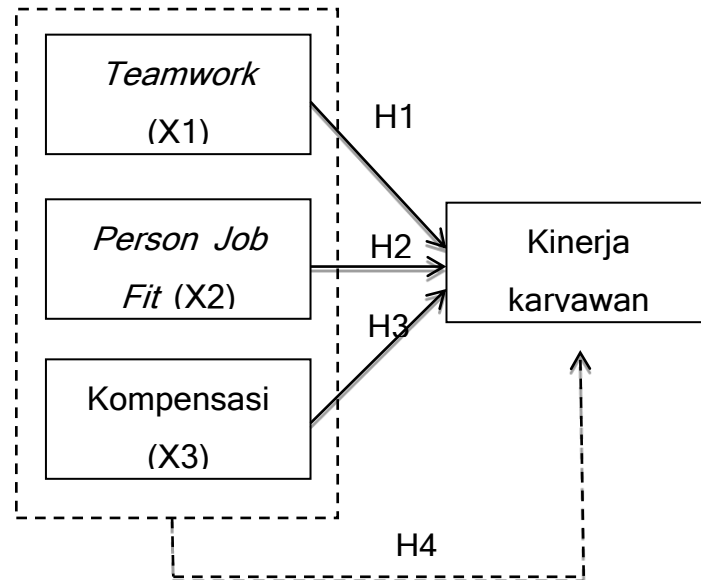 Teamwork
(X1)
H1
Person Job
Fit (X2)
H2
Kinerja
karyawan
H3
Kompensasi
(X3)
H4